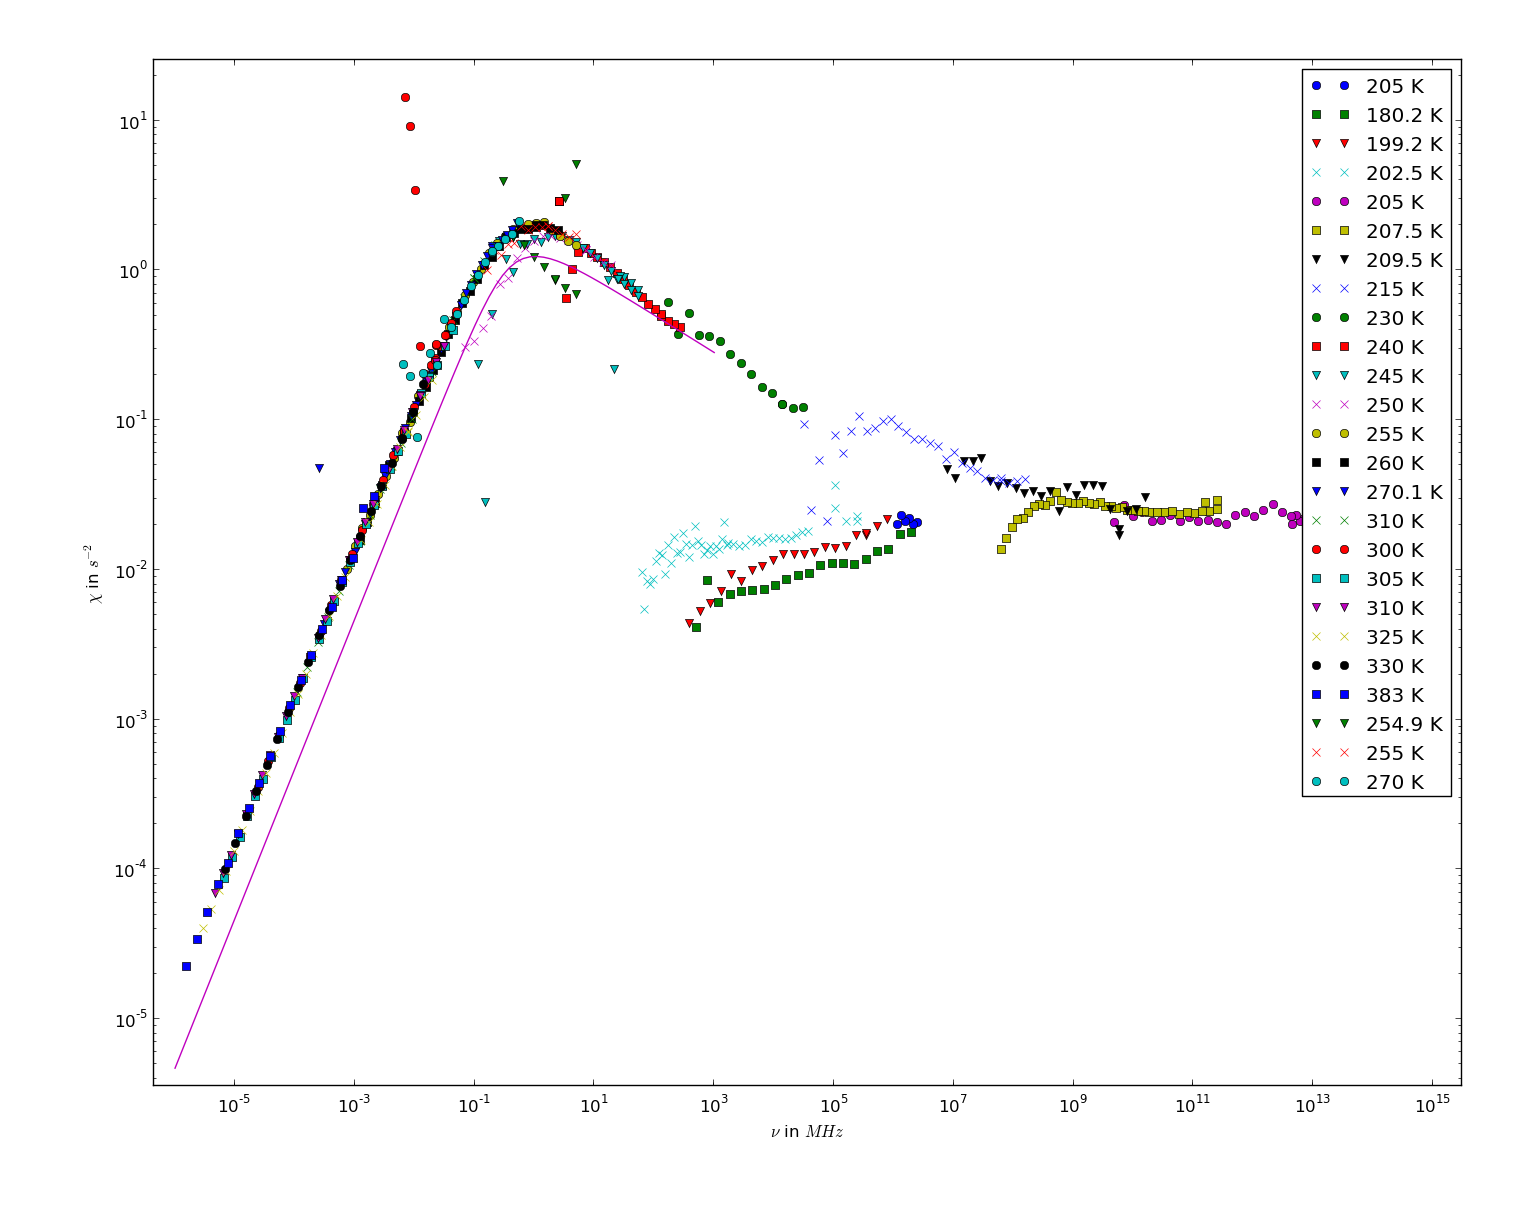 10^1
10^0
10^-1
10^-2
10^-3
10^-4
10^-5
χ in s^-2
10^-5 10^-3 10^-1 10^1 10^3 10^5 10^7 10^9 10^11 10^13 10^15
ν in MHz
205 K
180.2 K
199.2 K
202.5 K
205 K
207.5 K
209.5 K
215 K
230 K
240 K
245 K
250 K
255 K
260 K
270.1 K
310 K
300 K
305 K
310 K
325 K
330 K
383 K
254.9 K
255 K
270 K